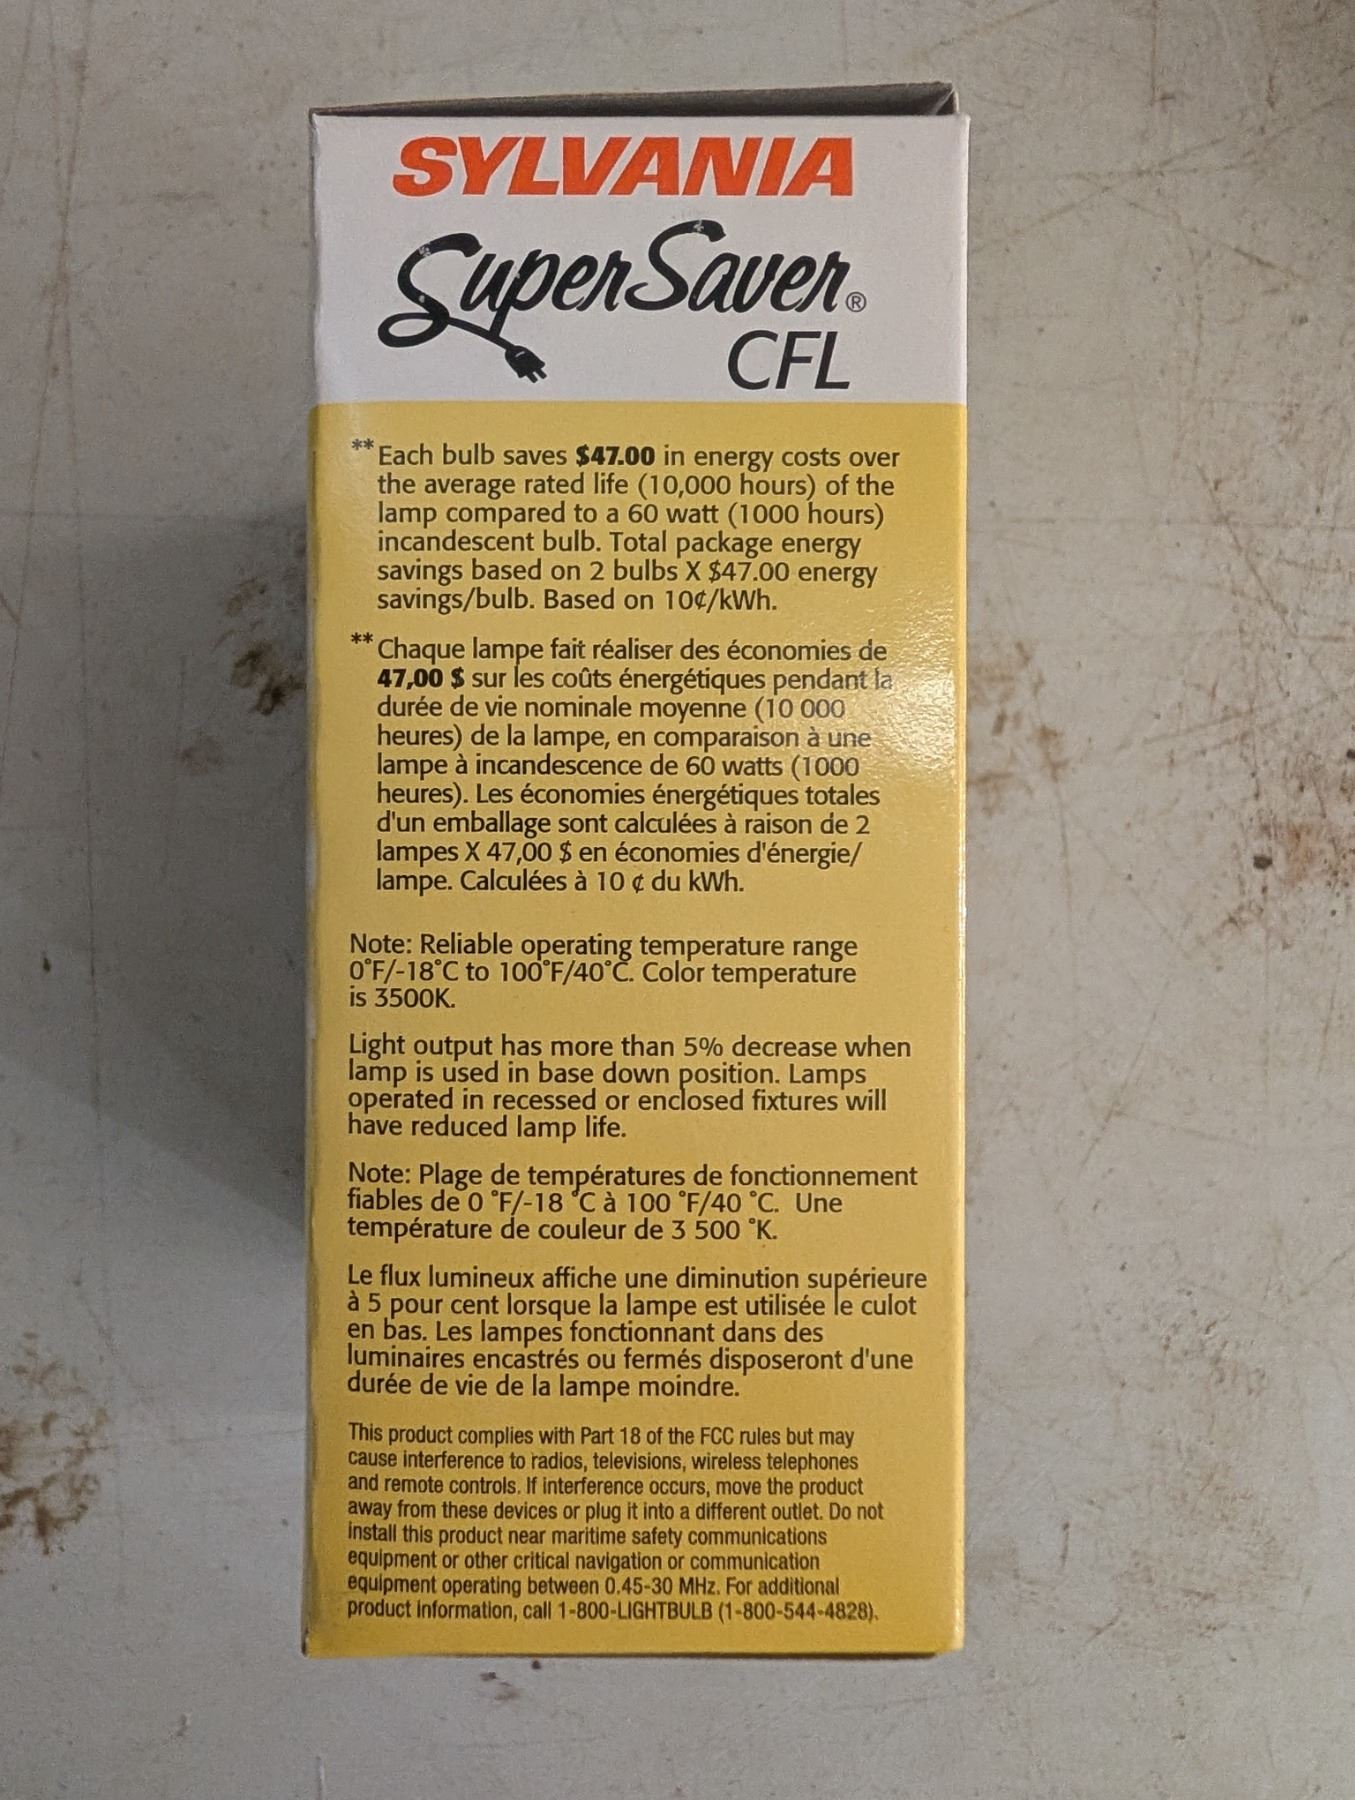 SYLVANIA
SuperSaver®
CFL
**Each bulb saves $47.00 in energy costs over
the average rated life (10,000 hours) of the
lamp compared to a 60 watt (1000 hours)
incandescent bulb. Total package energy
savings based on 2 bulbs X $47.00 energy
savings/bulb. Based on 10¢/kWh.
**Chaque lampe fait réaliser des économies de
47,00 $ sur les coûts énergétiques pendant la
durée de vie nominale moyenne (10 000
heures) de la lampe, en comparaison à une
lampe à incandescence de 60 watts (1000
heures). Les économies énergétiques totales
d'un emballage sont calculées à raison de 2
lampes X 47,00 $ en économies d'énergie/
lampe. Calculées à 10 ¢ du kWh.
Note: Reliable operating temperature range
0°F/-18°C to 100°F/40°C. Color temperature
is 3500K.
Light output has more than 5% decrease when
lamp is used in base down position. Lamps
operated in recessed or enclosed fixtures will
have reduced lamp life.
Note: Plage de températures de fonctionnement
fiables de 0 °F/-18 °C à 100 °F/40 °C. Une
température de couleur de 3 500 °K.
Le flux lumineux affiche une diminution supérieure
à 5 pour cent lorsque la lampe est utilisée le culot
en bas. Les lampes fonctionnant dans des
luminaires encastrés ou fermés disposeront d'une
durée de vie de la lampe moindre.
This product complies with Part 18 of the FCC rules but may
cause interference to radios, televisions, wireless telephones
and remote controls. If interference occurs, move the product
away from these devices or plug it into a different outlet. Do not
install this product near maritime safety communications
equipment or other critical navigation or communication
equipment operating between 0.45-30 MHz. For additional
product information, call 1-800-LIGHTBULB (1-800-544-4828).